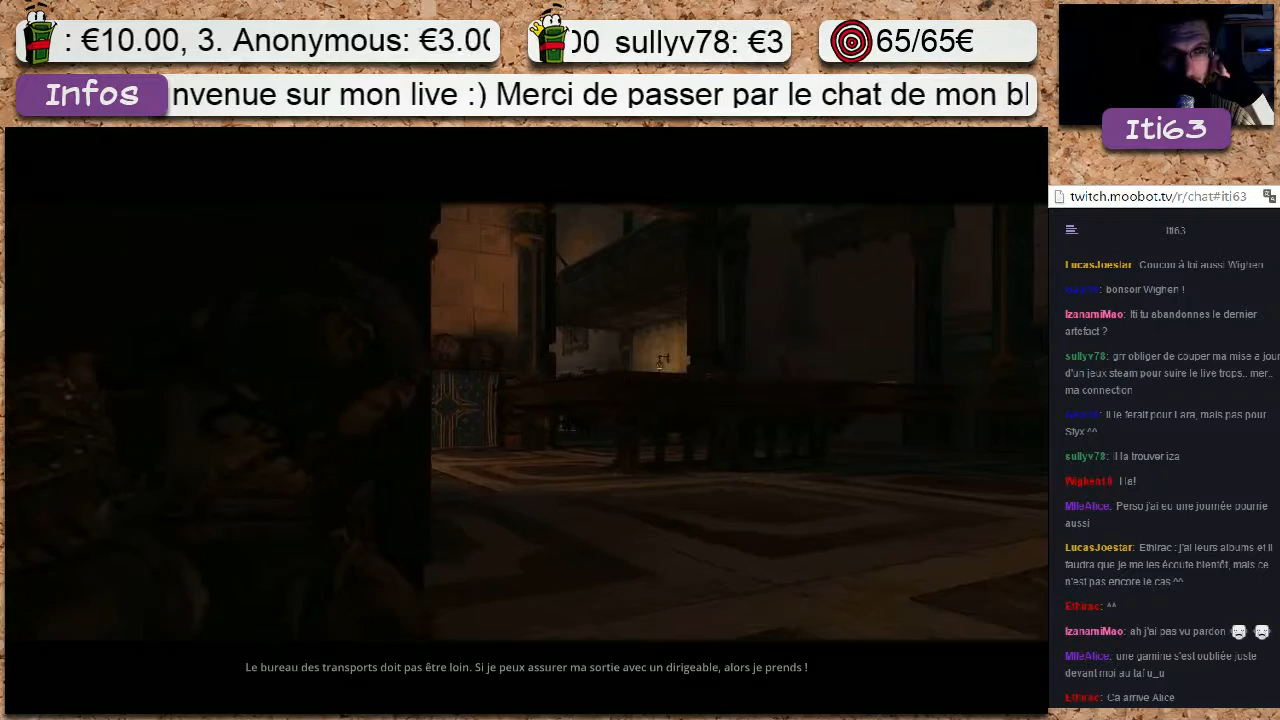 : €10.00, 3. Anonymous: €3.00
00 sullyv78: €3
65/65€
Infos
nvenue sur mon live :) Merci de passer par le chat de mon bl
Iti63
twitch.moobot.tv/r/chat#iti63
iti63
LucasJoestar Coucou à toi aussi Wighen
: bonsoir Wighen !
IzanamiMao: Iti tu abandonnes le dernier
artefact ?
sullyv78: grr obliger de couper ma mise a jour
d'un jeux steam pour suire le live trops.. mer..
ma connection
: Il le ferait pour Lara, mais pas pour
Styx ^^
sullyv78: il la trouver iza
Ha!
MlleAlice: Perso j'ai eu une journée pourrie
aussi
LucasJoestar: Ethirac : j'ai leurs albums et il
faudra que je me les écoute bientôt, mais ce
n'est pas encore le cas ^^
Ethirac: ^^
IzanamiMao: ah j'ai pas vu pardon
MlleAlice: une gamine s'est oubliée juste
devant moi au taf u_u
Ethirac: Ca arrive Alice
Le bureau des transports doit pas être loin. Si je peux assurer ma sortie avec un dirigeable, alors je prends !